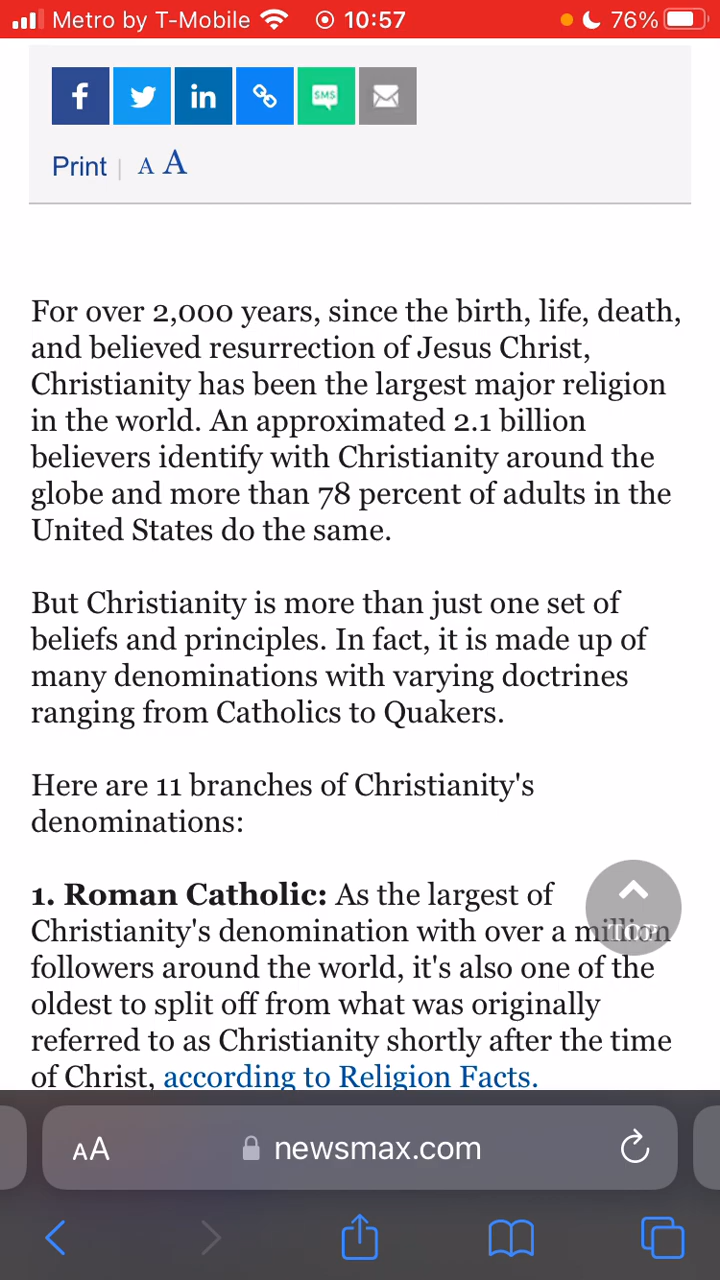 Metro by T-Mobile 10:57 76%
f in SMS
Print | A A
For over 2,000 years, since the birth, life, death,
and believed resurrection of Jesus Christ,
Christianity has been the largest major religion
in the world. An approximated 2.1 billion
believers identify with Christianity around the
globe and more than 78 percent of adults in the
United States do the same.
But Christianity is more than just one set of
beliefs and principles. In fact, it is made up of
many denominations with varying doctrines
ranging from Catholics to Quakers.
Here are 11 branches of Christianity's
denominations:
1. Roman Catholic: As the largest of
Christianity's denomination with over a million
TOP
followers around the world, it's also one of the
oldest to split off from what was originally
referred to as Christianity shortly after the time
of Christ, according to Religion Facts.
AA newsmax.com